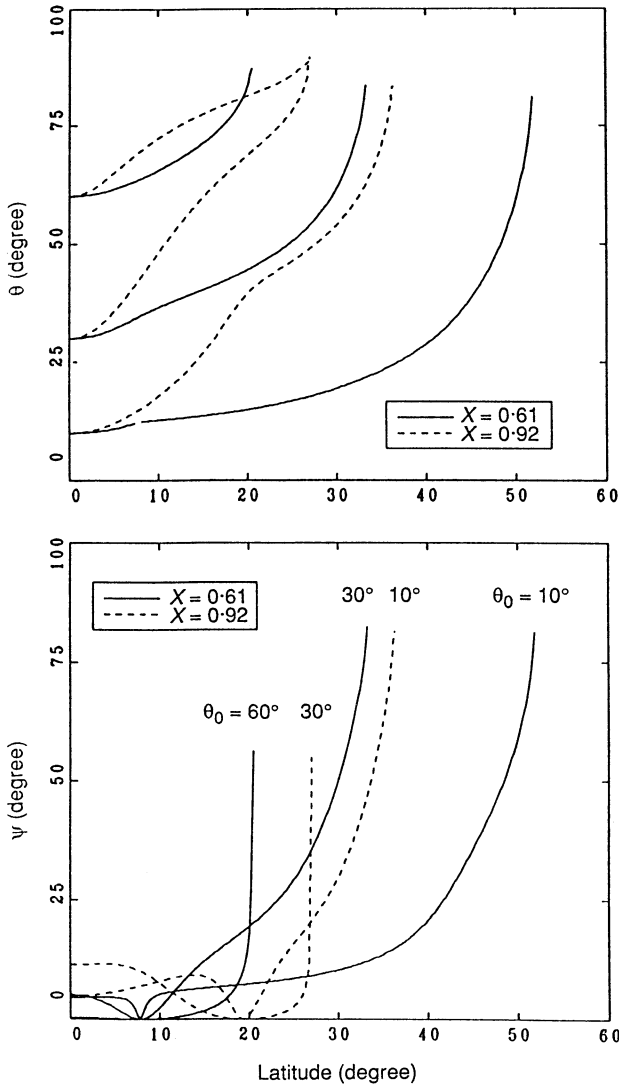 100
75
50
25
0
θ (degree)
X = 0·61
X = 0·92
0 10 20 30 40 50 60
100
75
50
25
0
ψ (degree)
X = 0·61
X = 0·92
30° 10° θ₀ = 10°
θ₀ = 60° 30°
0 10 20 30 40 50 60
Latitude (degree)